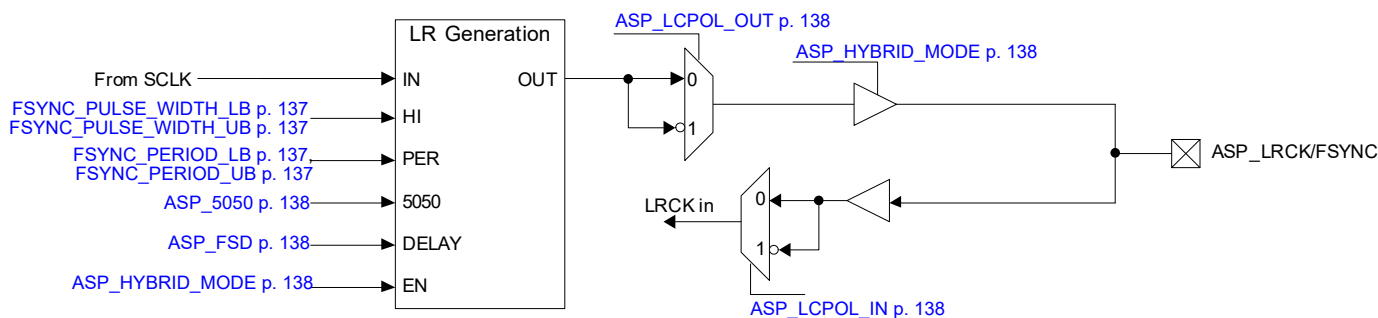 LR Generation
From SCLK
IN
OUT
FSYNC_PULSE_WIDTH_LB p. 137
FSYNC_PULSE_WIDTH_UB p. 137
HI
FSYNC_PERIOD_LB p. 137,
FSYNC_PERIOD_UB p. 137
PER
ASP_5050 p. 138
5050
ASP_FSD p. 138
DELAY
ASP_HYBRID_MODE p. 138
EN
ASP_LCPOL_OUT p. 138
0
1
ASP_HYBRID_MODE p. 138
ASP_LRCK/FSYNC
LRCK in
0
1
ASP_LCPOL_IN p. 138